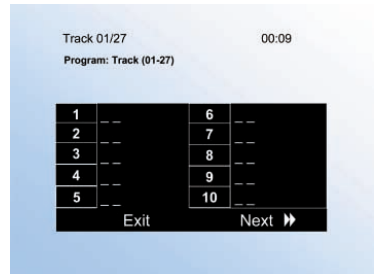 Track 01/27 00:09
Program: Track (01-27)
1 _ _ 6 _ _
2 _ _ 7 _ _
3 _ _ 8 _ _
4 _ _ 9 _ _
5 _ _ 10 _ _
Exit Next